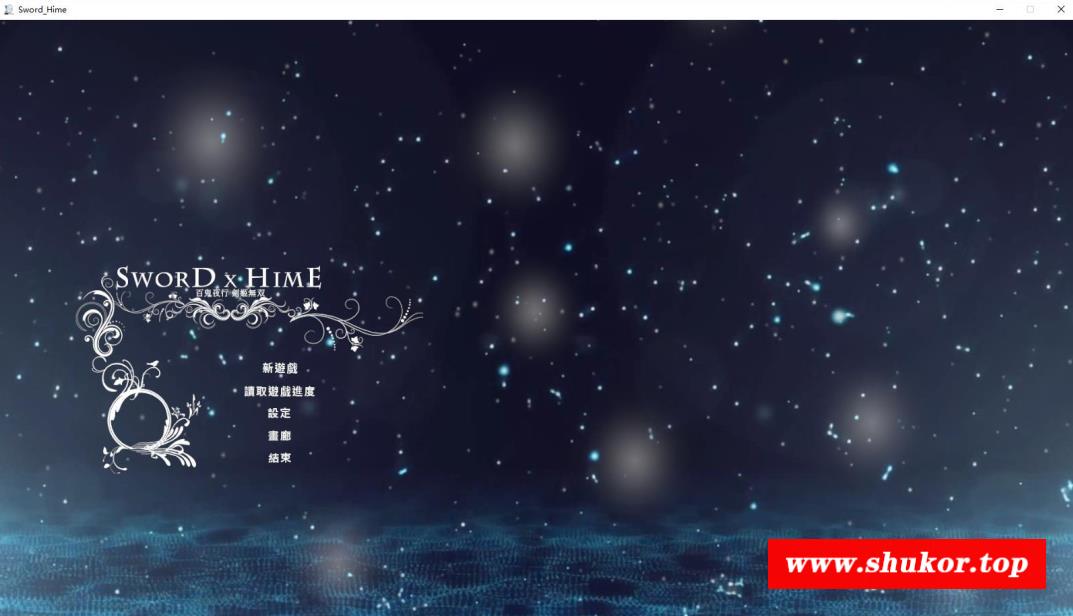 Sword_Hime
SWORD x HIME
百鬼夜行 劍姬無双
新遊戲
讀取遊戲進度
設定
畫廊
結束
www.shukor.top